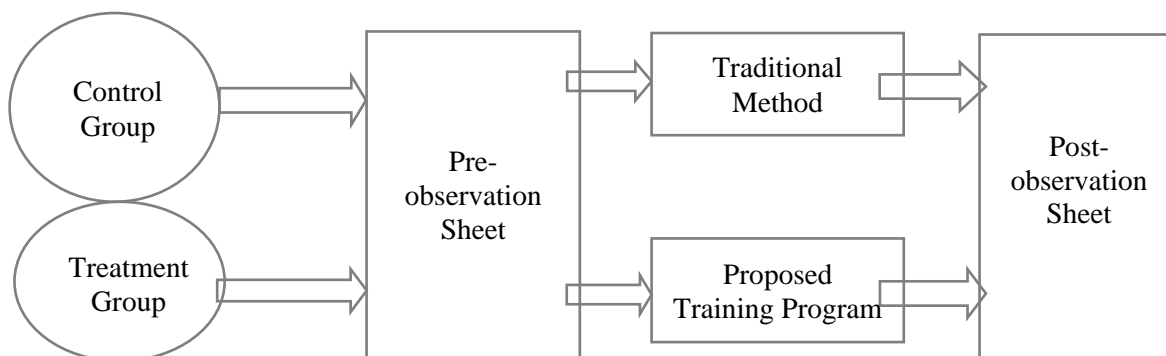 Control
Group
Treatment
Group
Pre-
observation
Sheet
Traditional
Method
Proposed
Training Program
Post-
observation
Sheet